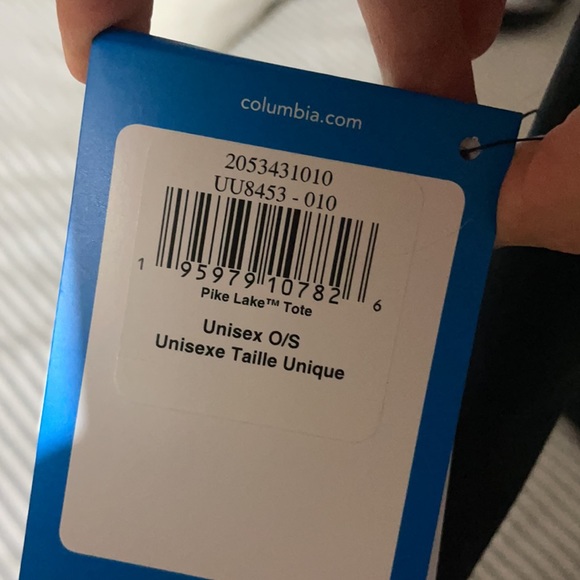 columbia.com
2053431010
UU8453 - 010
1 95979 10782 6
Pike Lake™ Tote
Unisex O/S
Unisexe Taille Unique